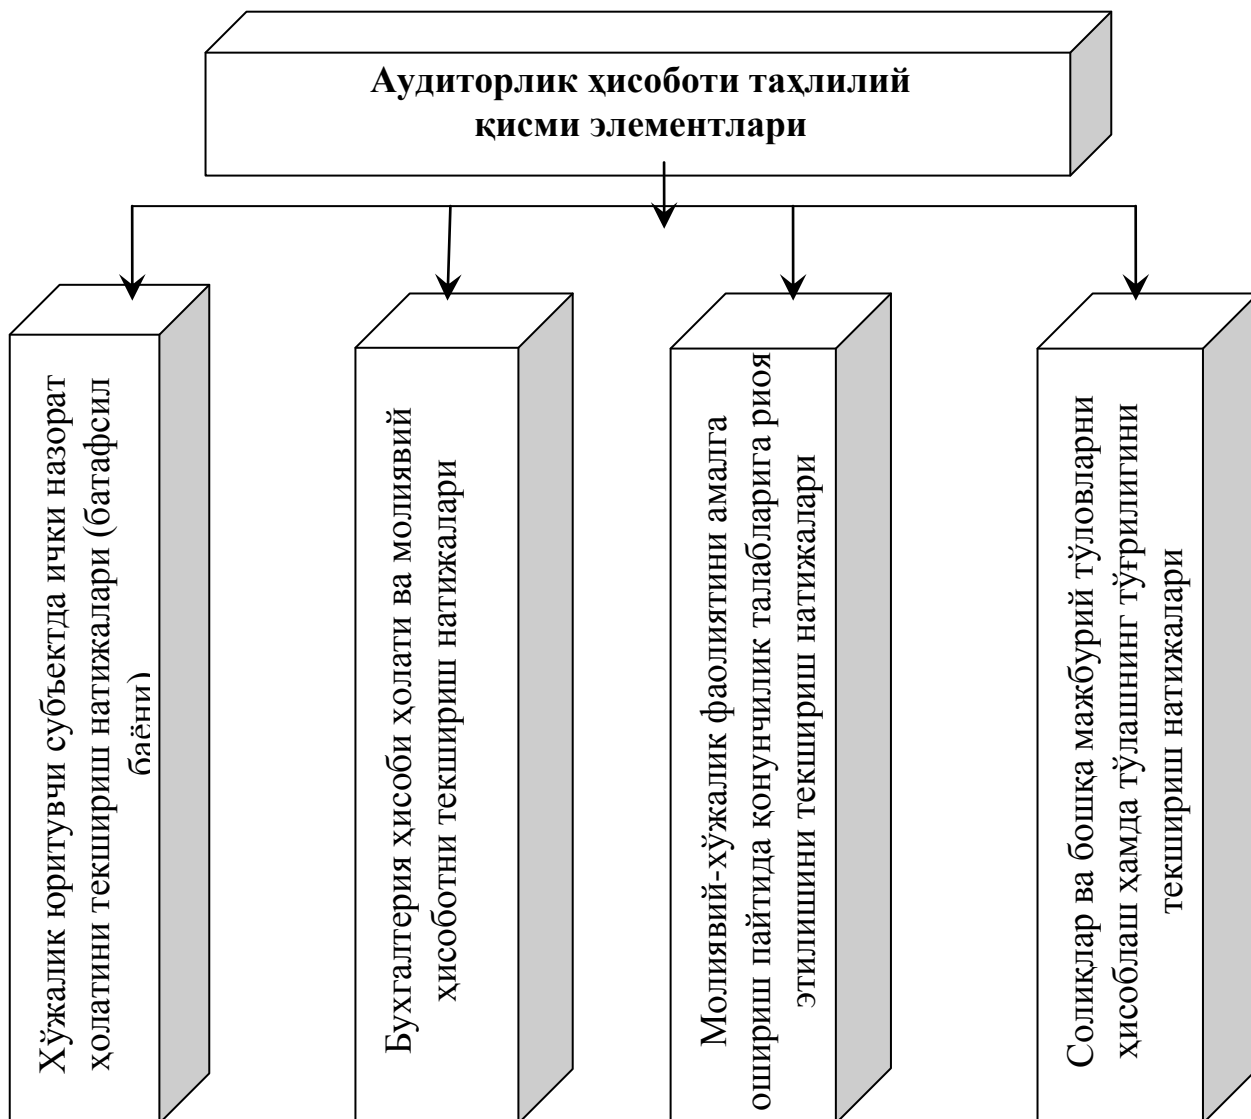 Аудиторлик ҳисоботи таҳлилий
қисми элементлари
Хўжалик юритувчи субъектда ички назорат
ҳолатини текшириш натижалари (батафсил
баёни)
Бухгалтерия ҳисоби ҳолати ва молиявий
ҳисоботни текшириш натижалари
Молиявий-хўжалик фаолиятини амалга
ошириш пайтида қонунчилик талабларига риоя
этилишини текшириш натижалари
Солиқлар ва бошқа мажбурий тўловларни
ҳисоблаш ҳамда тўлашнинг тўғрилигини
текшириш натижалари